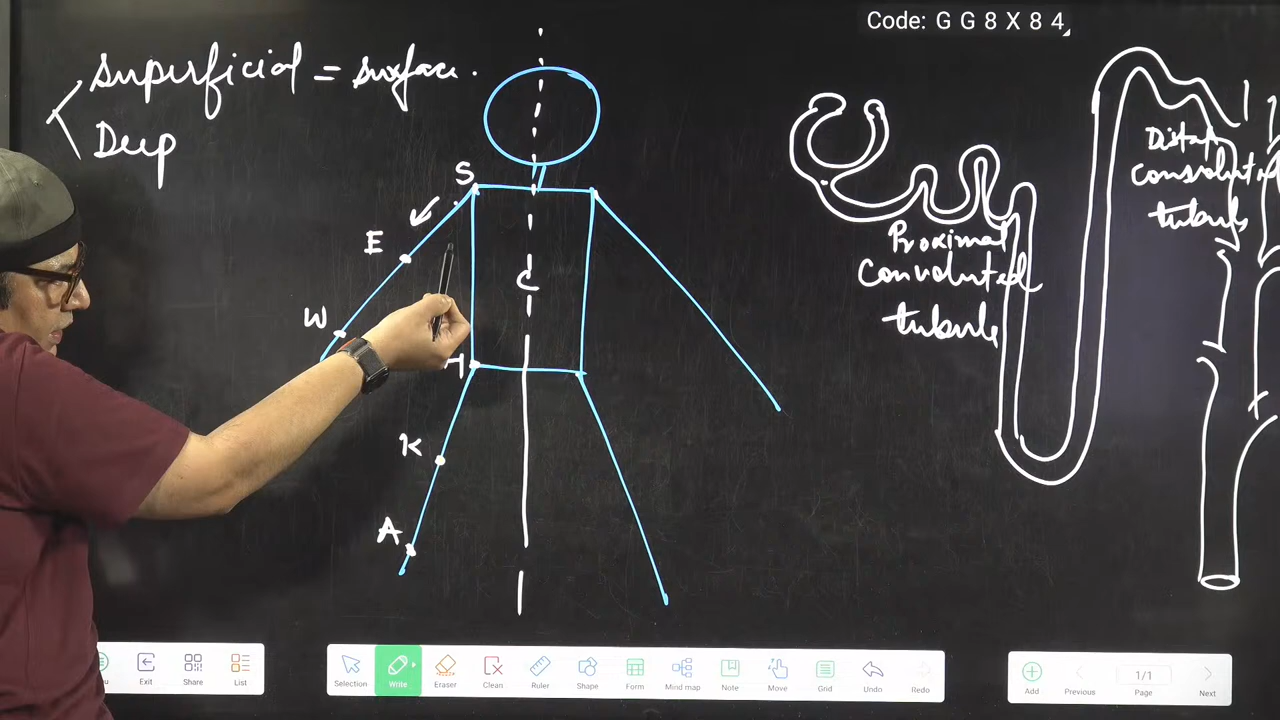 Code: G G 8 X 8 4
Superficial = surface.
Deep
S
E
W
H
K
A
C
Proximal
Convoluted
tubule
Distal
convoluted
tubule
Exit
Share
List
Selection
Write
Eraser
Clean
Ruler
Shape
Form
Mind map
Note
Move
Grid
Undo
Redo
Add
Previous
1/1
Page
Next